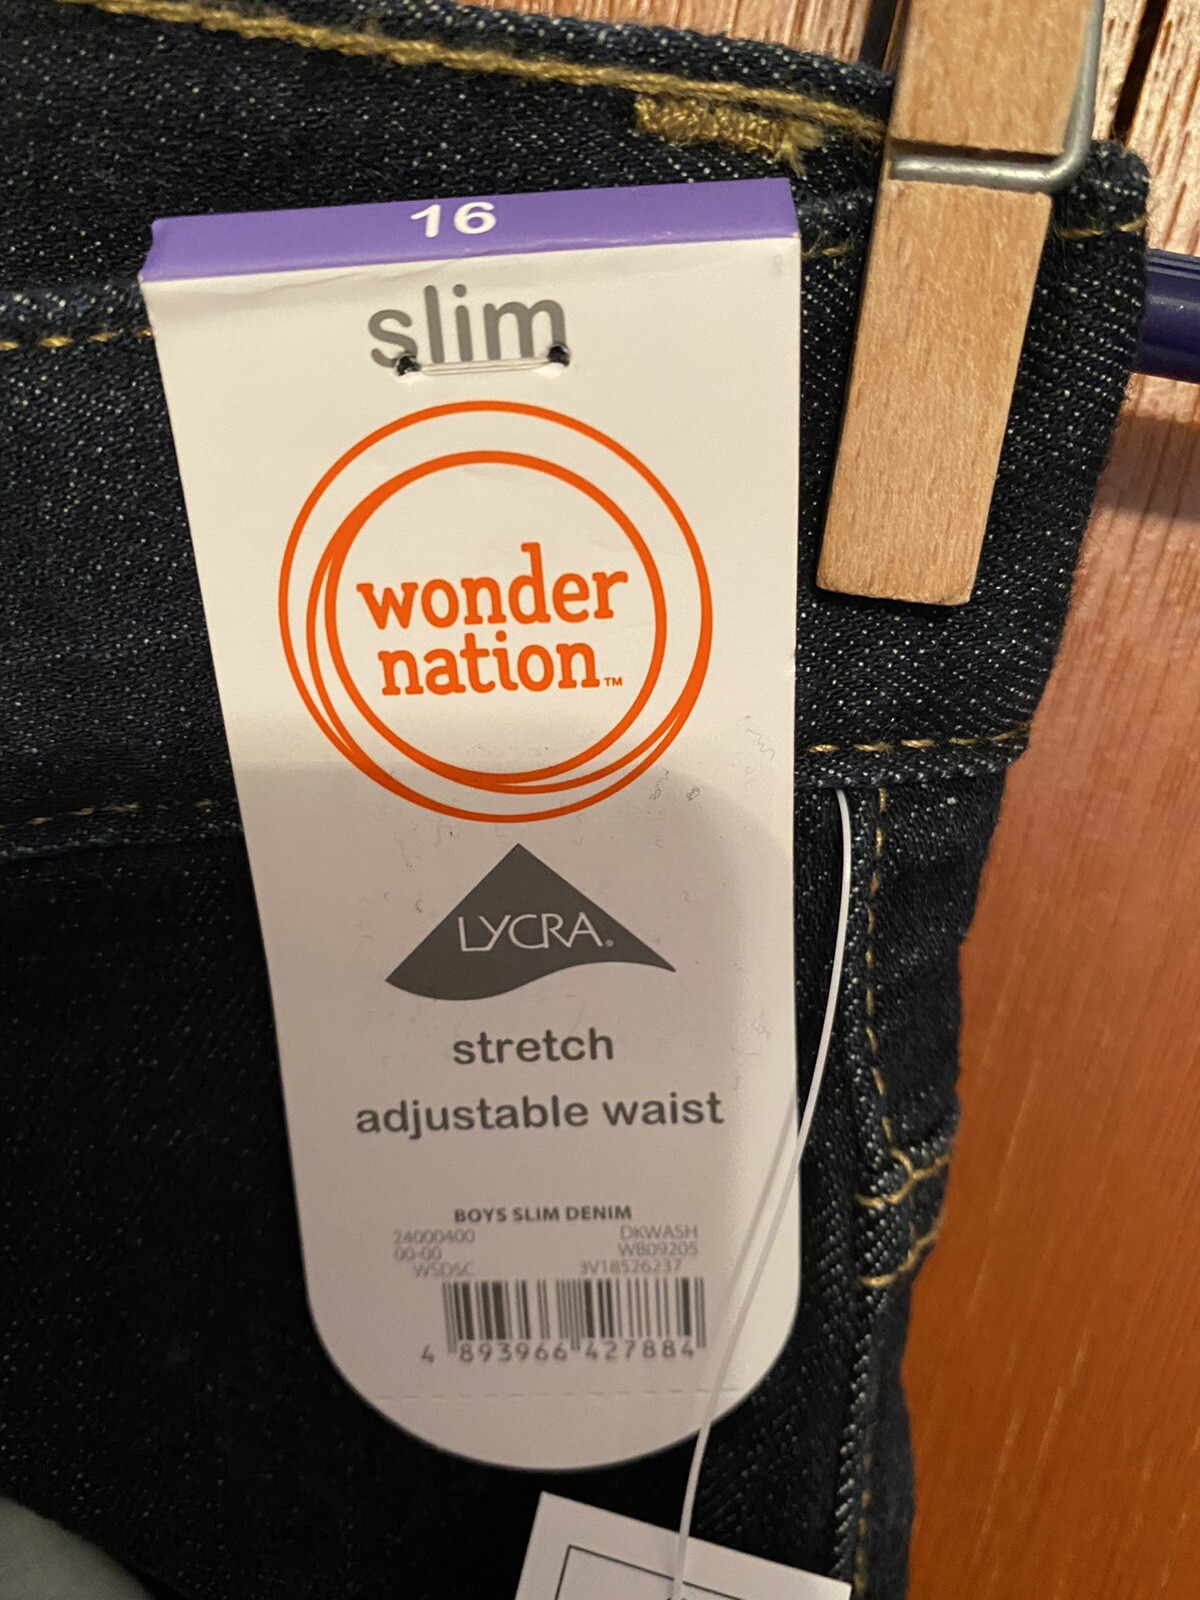 16
slim
wonder
nation™
LYCRA®
stretch
adjustable waist
BOYS SLIM DENIM
24000400 DKWASH
00-00 WB09205
WSDSC 3V18526237
4 893966 427884